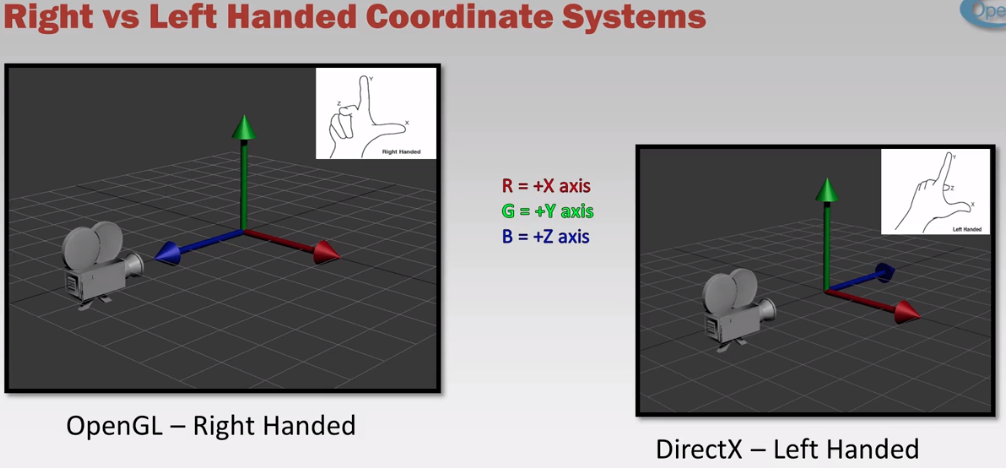 Right vs Left Handed Coordinate Systems
Ope
Y
Z
X
Right Handed
OpenGL – Right Handed
R = +X axis
G = +Y axis
B = +Z axis
Y
Z
X
Left Handed
DirectX – Left Handed